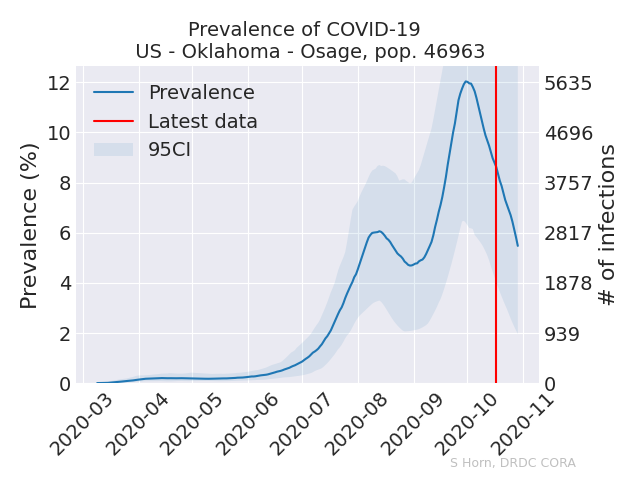 Prevalence of COVID-19
US - Oklahoma - Osage, pop. 46963
Prevalence
Latest data
95CI
Prevalence (%)
12
10
8
6
4
2
0
5635
4696
3757
2817
1878
939
0
# of infections
2020-03
2020-04
2020-05
2020-06
2020-07
2020-08
2020-09
2020-10
2020-11
S Horn, DRDC CORA